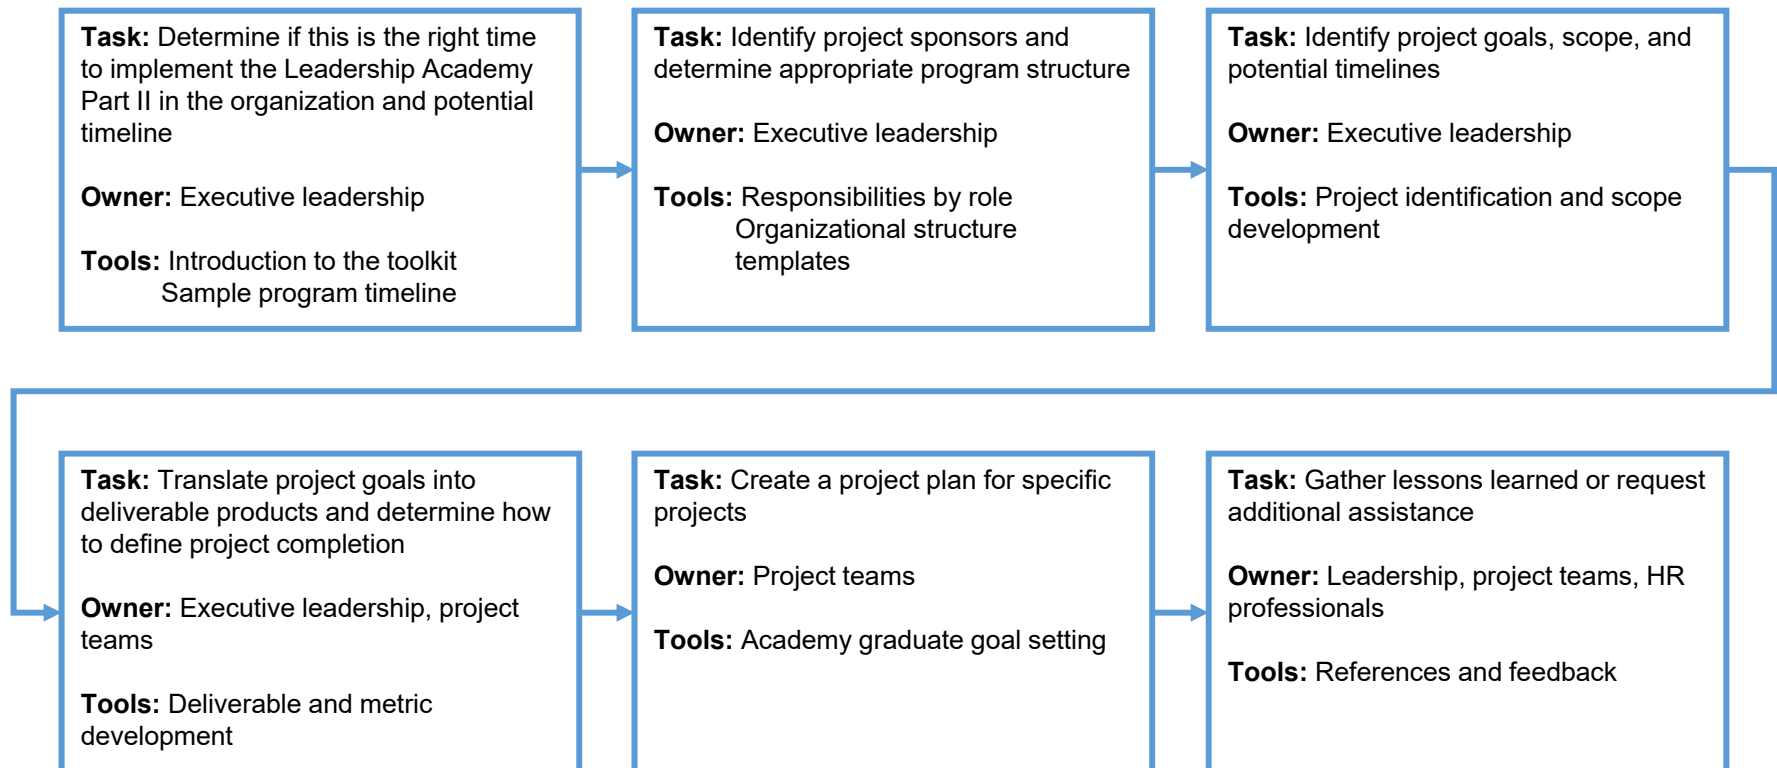 Task: Determine if this is the right time
to implement the Leadership Academy
Part II in the organization and potential
timeline
Owner: Executive leadership
Tools: Introduction to the toolkit
Sample program timeline
Task: Identify project sponsors and
determine appropriate program structure
Owner: Executive leadership
Tools: Responsibilities by role
Organizational structure
templates
Task: Identify project goals, scope, and
potential timelines
Owner: Executive leadership
Tools: Project identification and scope
development
Task: Translate project goals into
deliverable products and determine how
to define project completion
Owner: Executive leadership, project
teams
Tools: Deliverable and metric
development
Task: Create a project plan for specific
projects
Owner: Project teams
Tools: Academy graduate goal setting
Task: Gather lessons learned or request
additional assistance
Owner: Leadership, project teams, HR
professionals
Tools: References and feedback